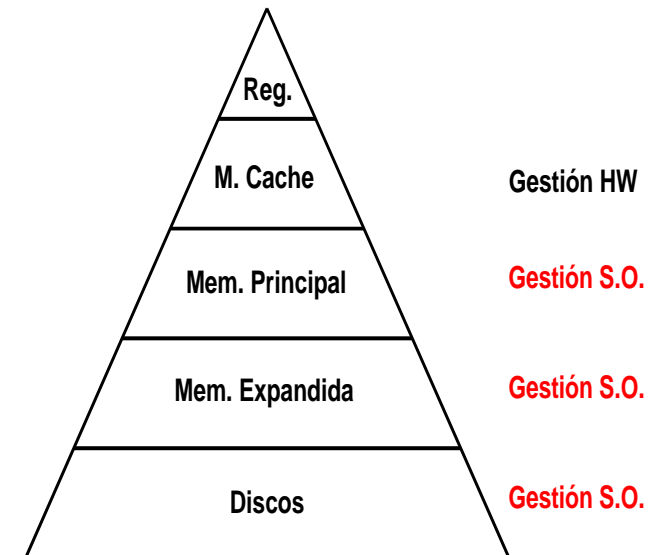 Reg.
M. Cache
Gestión HW
Mem. Principal
Gestión S.O.
Mem. Expandida
Gestión S.O.
Discos
Gestión S.O.